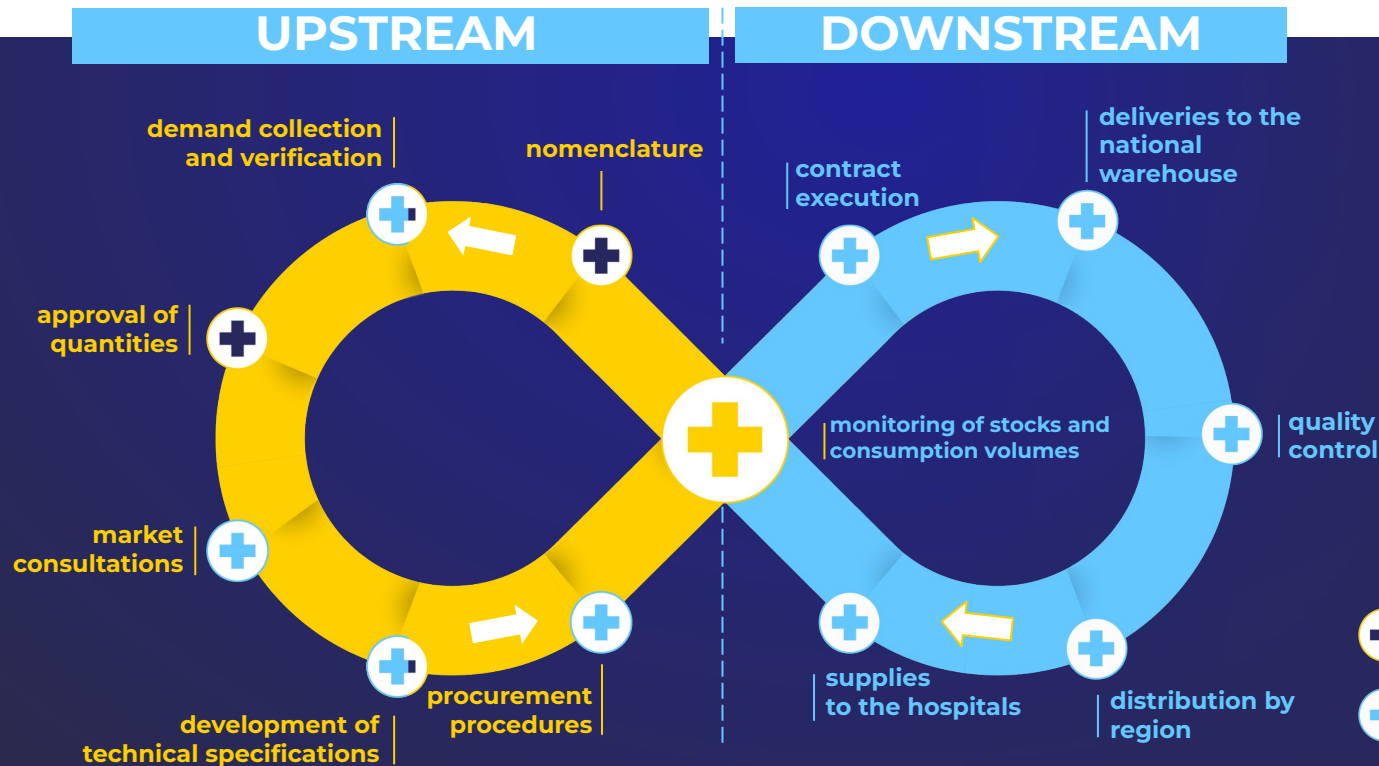 UPSTREAM
DOWNSTREAM
demand collection
and verification
nomenclature
approval of
quantities
market
consultations
development of
technical specifications
procurement
procedures
contract
execution
deliveries to the
national
warehouse
quality
control
monitoring of stocks and
consumption volumes
distribution by
region
supplies
to the hospitals